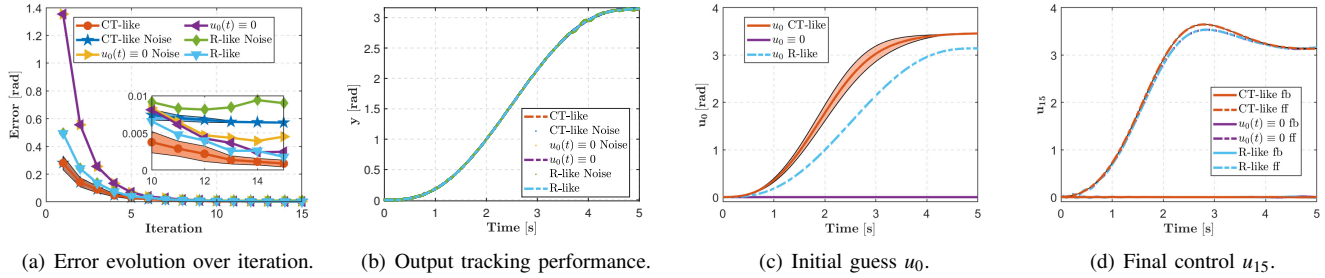 1.4
1.2
1
0.8
0.6
0.4
0.2
0
Error [rad]
CT-like
CT-like Noise
u₀(t) ≡ 0 Noise
u₀(t) ≡ 0
R-like Noise
R-like
0.01
0.005
0
10 12 14
0 5 10 15
Iteration
(a) Error evolution over iteration.
3
2.5
2
1.5
1
0.5
0
y [rad]
CT-like
CT-like Noise
u₀(t) ≡ 0 Noise
u₀(t) ≡ 0
R-like Noise
R-like
0 1 2 3 4 5
Time [s]
(b) Output tracking performance.
4
3
2
1
0
u₀ [rad]
u₀ CT-like
u₀ ≡ 0
u₀ R-like
0 1 2 3 4 5
Time [s]
(c) Initial guess u₀.
4
3
2
1
0
u₁₅ [rad]
CT-like fb
CT-like ff
u₀(t) ≡ 0 fb
u₀(t) ≡ 0 ff
R-like fb
R-like ff
0 1 2 3 4 5
Time [s]
(d) Final control u₁₅.